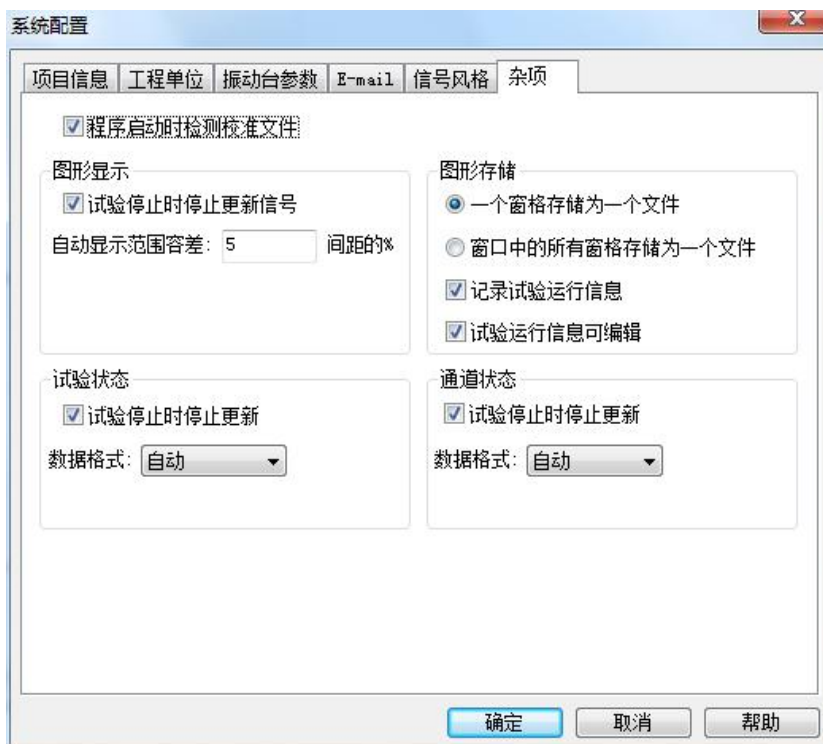 系统配置
项目信息 工程单位 振动台参数 E-mail 信号风格 杂项
程序启动时检测校准文件
图形显示
试验停止时停止更新信号
自动显示范围容差: 5 间距的%
图形存储
一个窗格存储为一个文件
窗口中的所有窗格存储为一个文件
记录试验运行信息
试验运行信息可编辑
试验状态
试验停止时停止更新
数据格式: 自动
通道状态
试验停止时停止更新
数据格式: 自动
确定 取消 帮助